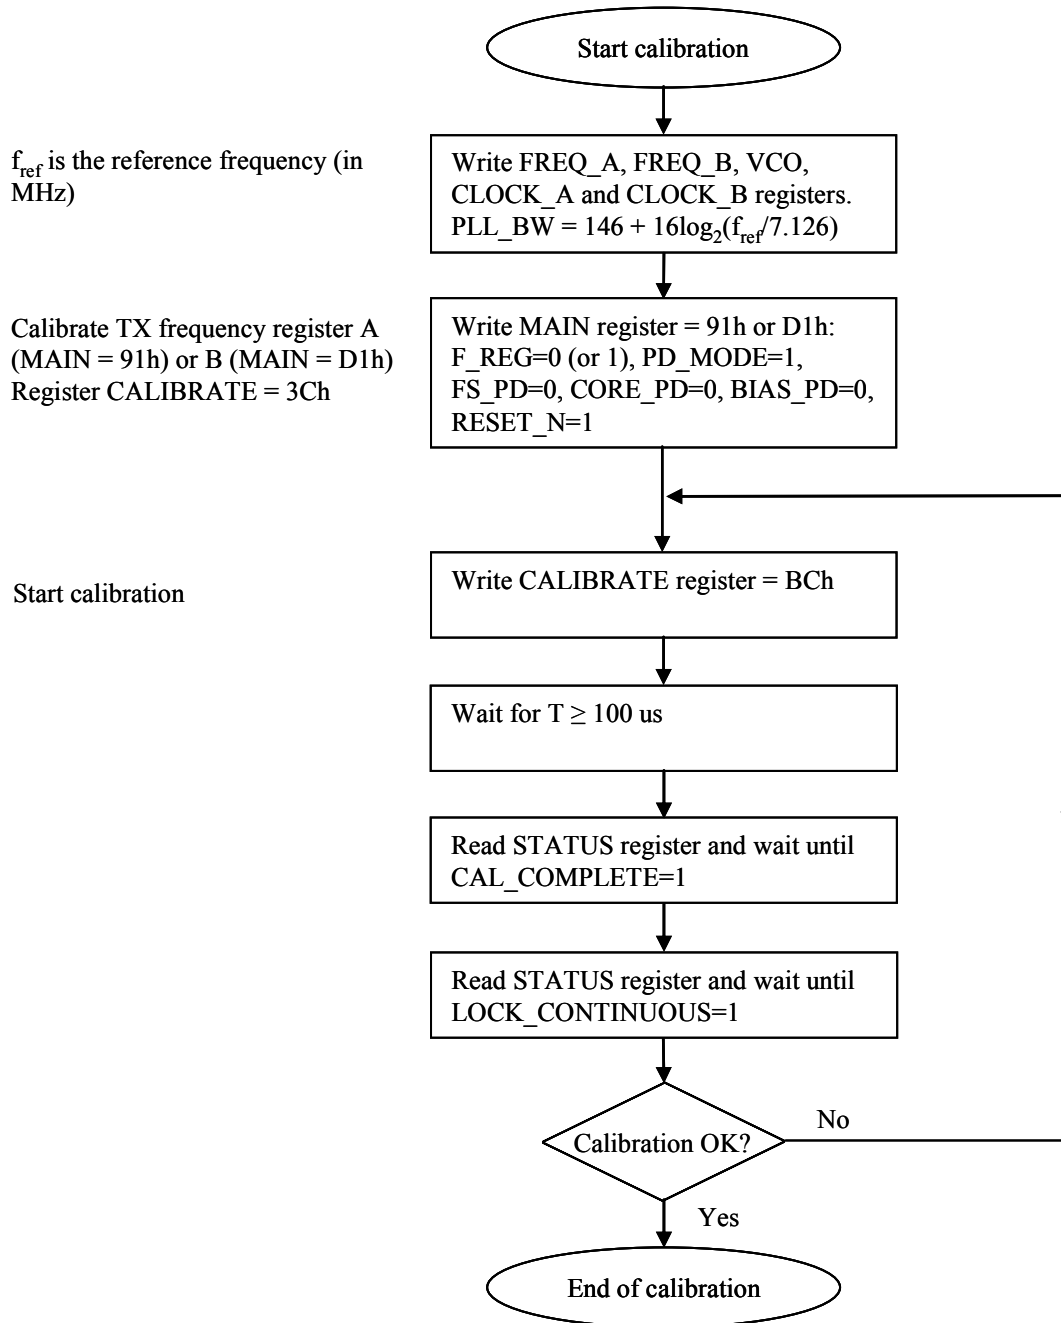 Start calibration
f_ref is the reference frequency (in
MHz)
Write FREQ_A, FREQ_B, VCO,
CLOCK_A and CLOCK_B registers.
PLL_BW = 146 + 16log₂(f_ref/7.126)
Calibrate TX frequency register A
(MAIN = 91h) or B (MAIN = D1h)
Register CALIBRATE = 3Ch
Write MAIN register = 91h or D1h:
F_REG=0 (or 1), PD_MODE=1,
FS_PD=0, CORE_PD=0, BIAS_PD=0,
RESET_N=1
Start calibration
Write CALIBRATE register = BCh
Wait for T ≥ 100 us
Read STATUS register and wait until
CAL_COMPLETE=1
Read STATUS register and wait until
LOCK_CONTINUOUS=1
Calibration OK?
No
Yes
End of calibration